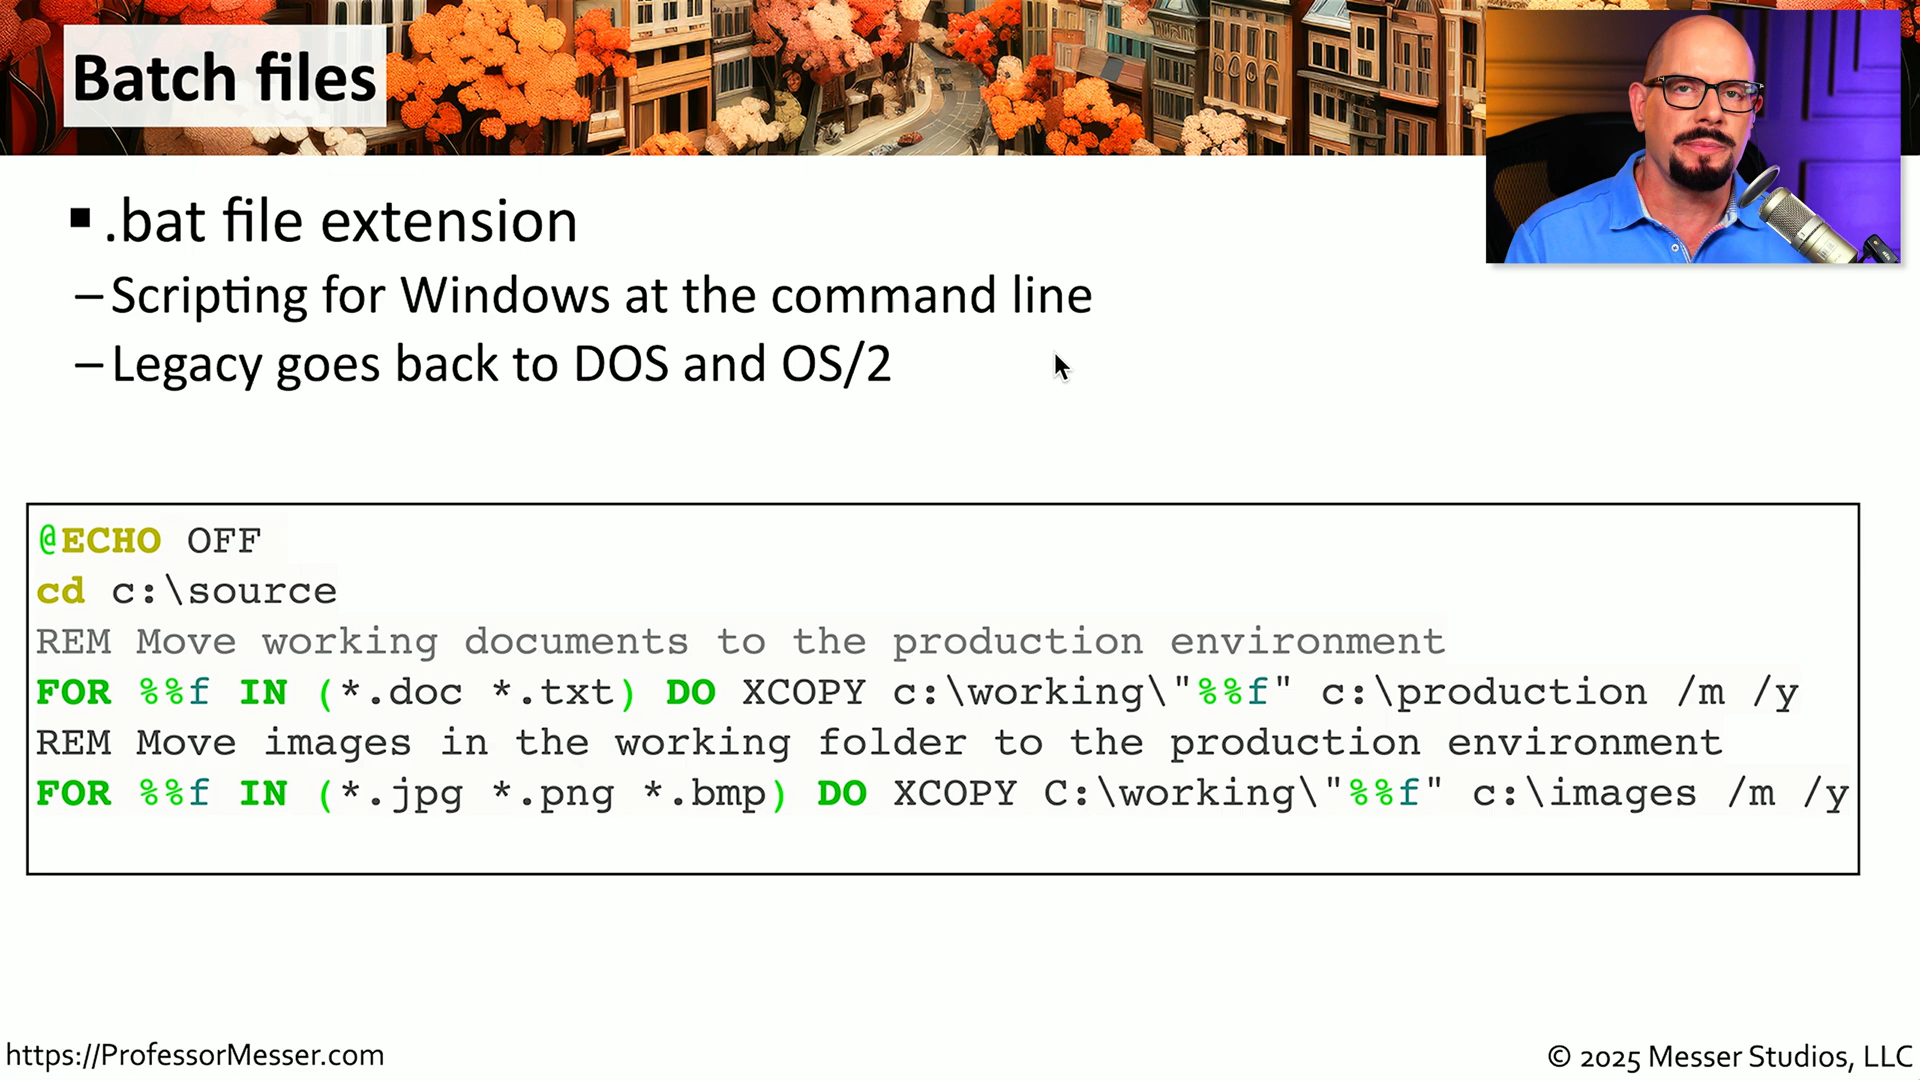 Batch files
.bat file extension
–Scripting for Windows at the command line
–Legacy goes back to DOS and OS/2
@ECHO OFF
cd c:\source
REM Move working documents to the production environment
FOR %%f IN (*.doc *.txt) DO XCOPY c:\working\"%%f" c:\production /m /y
REM Move images in the working folder to the production environment
FOR %%f IN (*.jpg *.png *.bmp) DO XCOPY C:\working\"%%f" c:\images /m /y
https://ProfessorMesser.com
© 2025 Messer Studios, LLC